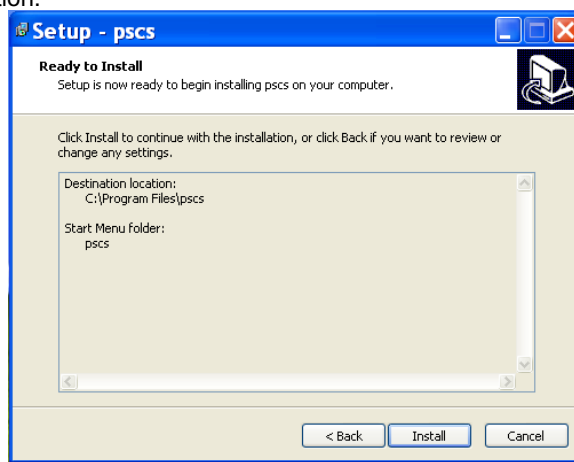 tion.
Setup - pscs
Ready to Install
Setup is now ready to begin installing pscs on your computer.
Click Install to continue with the installation, or click Back if you want to review or
change any settings.
Destination location:
C:\Program Files\pscs
Start Menu folder:
pscs
< Back
Install
Cancel